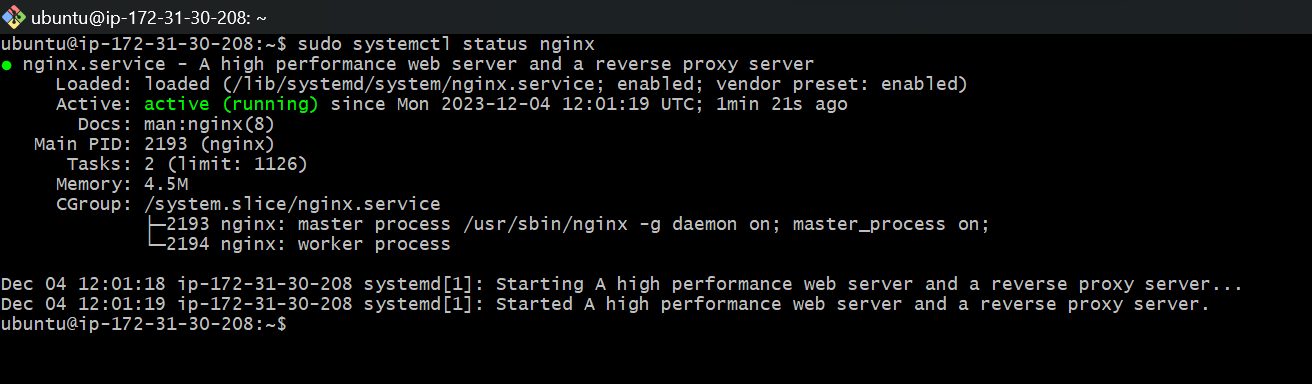 ubuntu@ip-172-31-30-208: ~
ubuntu@ip-172-31-30-208:~$ sudo systemctl status nginx
● nginx.service - A high performance web server and a reverse proxy server
     Loaded: loaded (/lib/systemd/system/nginx.service; enabled; vendor preset: enabled)
     Active: active (running) since Mon 2023-12-04 12:01:19 UTC; 1min 21s ago
       Docs: man:nginx(8)
   Main PID: 2193 (nginx)
      Tasks: 2 (limit: 1126)
     Memory: 4.5M
     CGroup: /system.slice/nginx.service
             ├─2193 nginx: master process /usr/sbin/nginx -g daemon on; master_process on;
             └─2194 nginx: worker process
Dec 04 12:01:18 ip-172-31-30-208 systemd[1]: Starting A high performance web server and a reverse proxy server...
Dec 04 12:01:19 ip-172-31-30-208 systemd[1]: Started A high performance web server and a reverse proxy server.
ubuntu@ip-172-31-30-208:~$